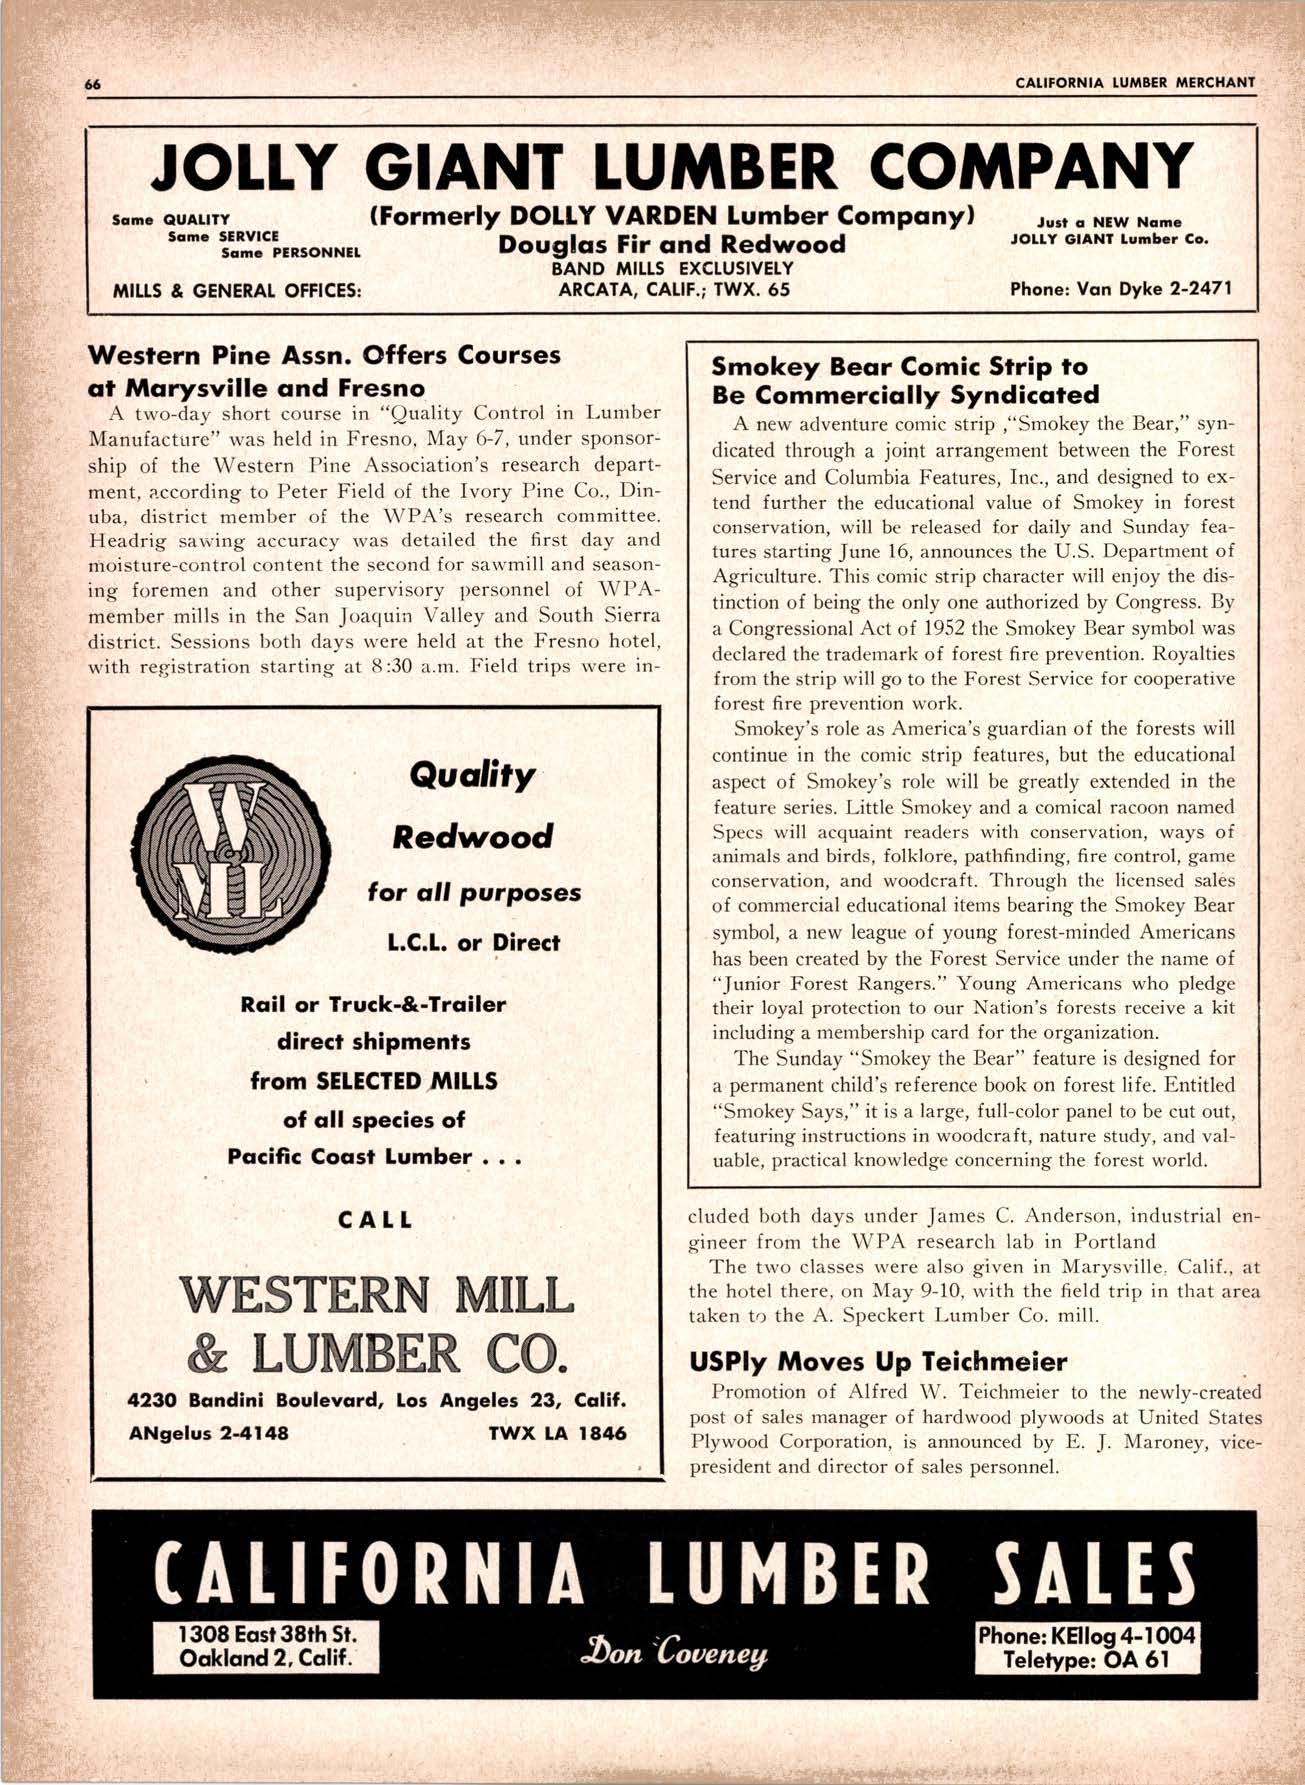 66
CALIFORNIA LUMBER MERCHANT
JOLLY GIANT LUMBER COMPANY
(Formerly DOLLY VARDEN Lumber Company)
Douglas Fir and Redwood
BAND MILLS EXCLUSIVELY
ARCATA, CALIF.; TWX. 65
Same QUALITY
Same SERVICE
Same PERSONNEL
MILLS & GENERAL OFFICES:
Just a NEW Name
JOLLY GIANT Lumber Co.
Phone: Van Dyke 2-2471
Western Pine Assn. Offers Courses
at Marysville and Fresno
A two-day short course in "Quality Control in Lumber
Manufacture" was held in Fresno, May 6-7, under sponsor-
ship of the Western Pine Association's research depart-
ment, according to Peter Field of the Ivory Pine Co., Din-
uba, district member of the WPA's research committee.
Headrig sawing accuracy was detailed the first day and
moisture-control content the second for sawmill and season-
ing foremen and other supervisory personnel of WPA-
member mills in the San Joaquin Valley and South Sierra
district. Sessions both days were held at the Fresno hotel,
with registration starting at 8:30 a.m. Field trips were in-
WML
Quality
Redwood
for all purposes
L.C.L. or Direct
Rail or Truck-&-Trailer
direct shipments
from SELECTED MILLS
of all species of
Pacific Coast Lumber . . .
CALL
WESTERN MILL
& LUMBER CO.
4230 Bandini Boulevard, Los Angeles 23, Calif.
ANgelus 2-4148 TWX LA 1846
Smokey Bear Comic Strip to
Be Commercially Syndicated
A new adventure comic strip ,"Smokey the Bear," syn-
dicated through a joint arrangement between the Forest
Service and Columbia Features, Inc., and designed to ex-
tend further the educational value of Smokey in forest
conservation, will be released for daily and Sunday fea-
tures starting June 16, announces the U.S. Department of
Agriculture. This comic strip character will enjoy the dis-
tinction of being the only one authorized by Congress. By
a Congressional Act of 1952 the Smokey Bear symbol was
declared the trademark of forest fire prevention. Royalties
from the strip will go to the Forest Service for cooperative
forest fire prevention work.
Smokey's role as America's guardian of the forests will
continue in the comic strip features, but the educational
aspect of Smokey's role will be greatly extended in the
feature series. Little Smokey and a comical racoon named
Specs will acquaint readers with conservation, ways of
animals and birds, folklore, pathfinding, fire control, game
conservation, and woodcraft. Through the licensed sales
of commercial educational items bearing the Smokey Bear
symbol, a new league of young forest-minded Americans
has been created by the Forest Service under the name of
"Junior Forest Rangers." Young Americans who pledge
their loyal protection to our Nation's forests receive a kit
including a membership card for the organization.
The Sunday "Smokey the Bear" feature is designed for
a permanent child's reference book on forest life. Entitled
"Smokey Says," it is a large, full-color panel to be cut out,
featuring instructions in woodcraft, nature study, and val-
uable, practical knowledge concerning the forest world.
cluded both days under James C. Anderson, industrial en-
gineer from the WPA research lab in Portland
The two classes were also given in Marysville, Calif., at
the hotel there, on May 9-10, with the field trip in that area
taken to the A. Speckert Lumber Co. mill.
USPly Moves Up Teichmeier
Promotion of Alfred W. Teichmeier to the newly-created
post of sales manager of hardwood plywoods at United States
Plywood Corporation, is announced by E. J. Maroney, vice-
president and director of sales personnel.
CALIFORNIA LUMBER SALES
1308 East 38th St.
Oakland 2, Calif.
Don Coveney
Phone: KEllog 4-1004
Teletype: OA 61